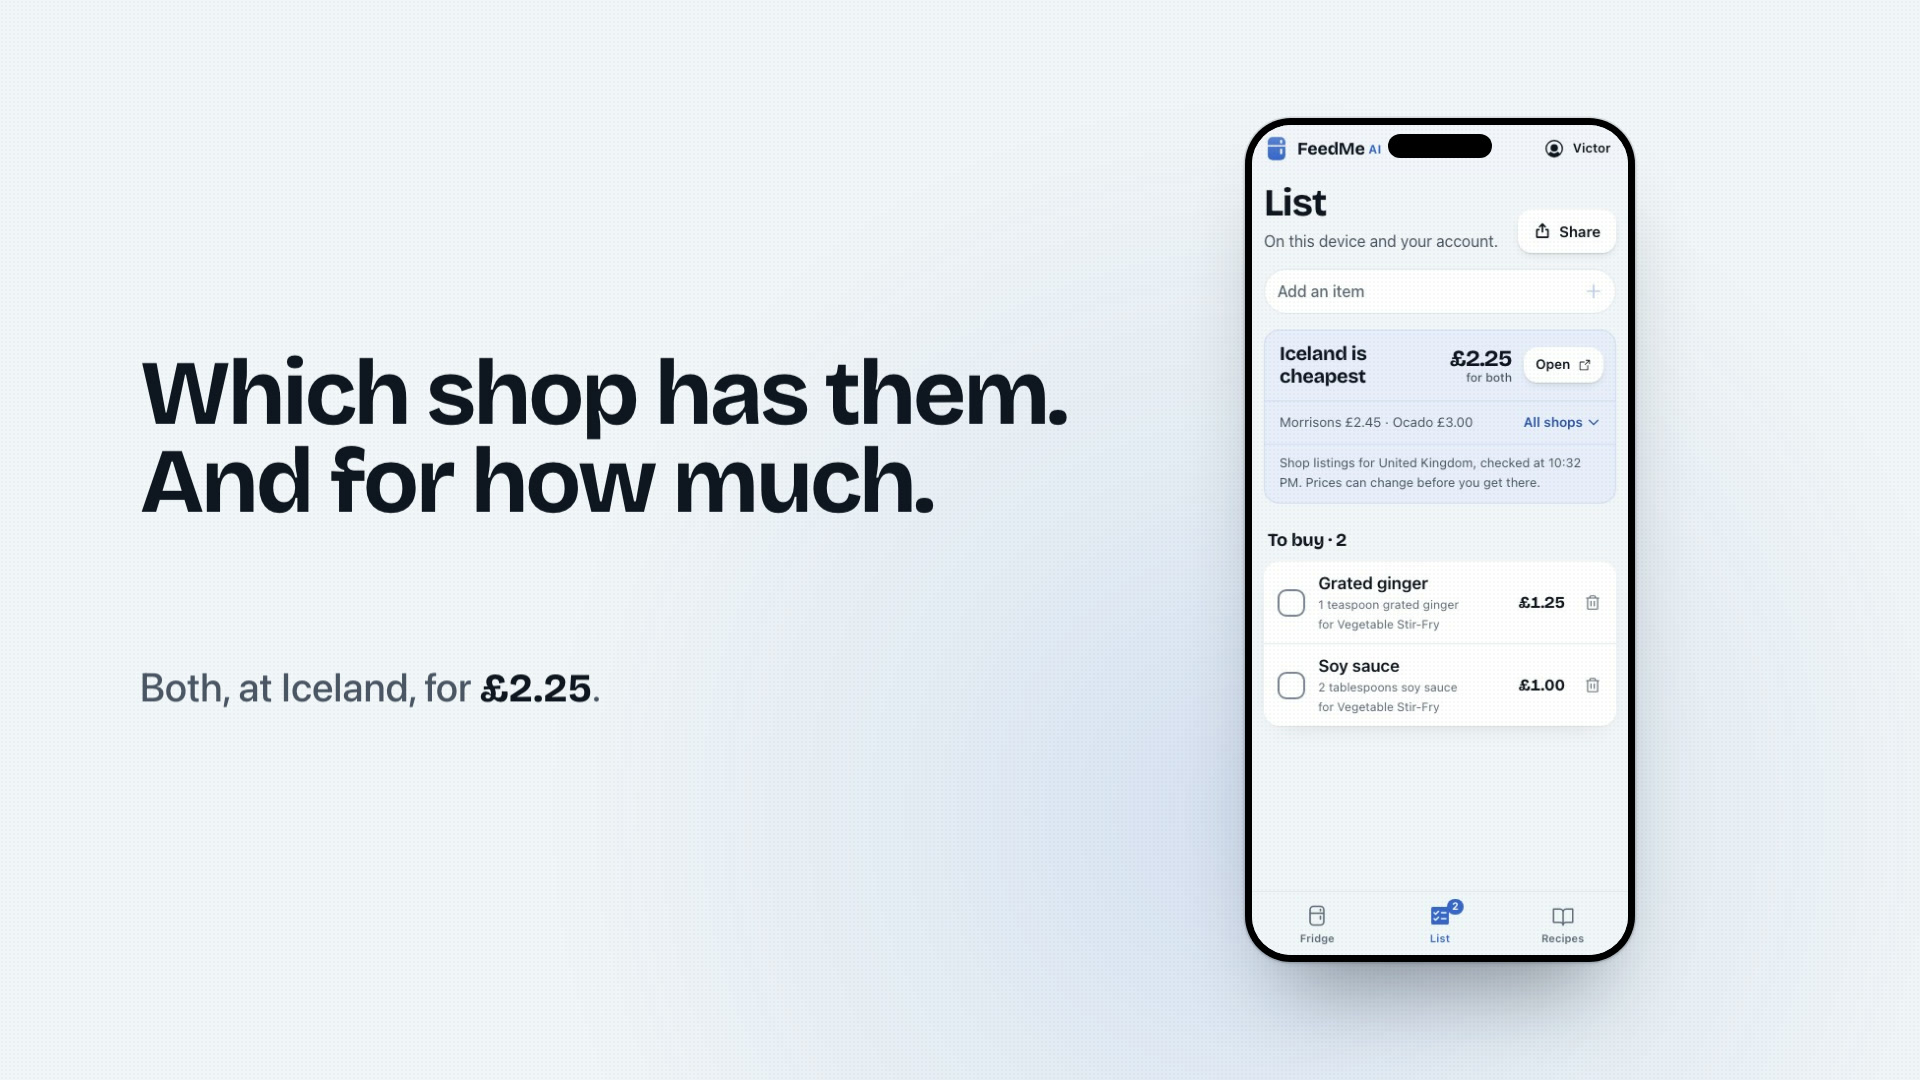 Which shop has them.
And for how much.
Both, at Iceland, for £2.25.
FeedMe AI
Victor
List
On this device and your account.
Share
Add an item
Iceland is
cheapest
£2.25
for both
Open
Morrisons £2.45 · Ocado £3.00
All shops
Shop listings for United Kingdom, checked at 10:32
PM. Prices can change before you get there.
To buy · 2
Grated ginger
1 teaspoon grated ginger
for Vegetable Stir-Fry
£1.25
Soy sauce
2 tablespoons soy sauce
for Vegetable Stir-Fry
£1.00
Fridge
2
List
Recipes